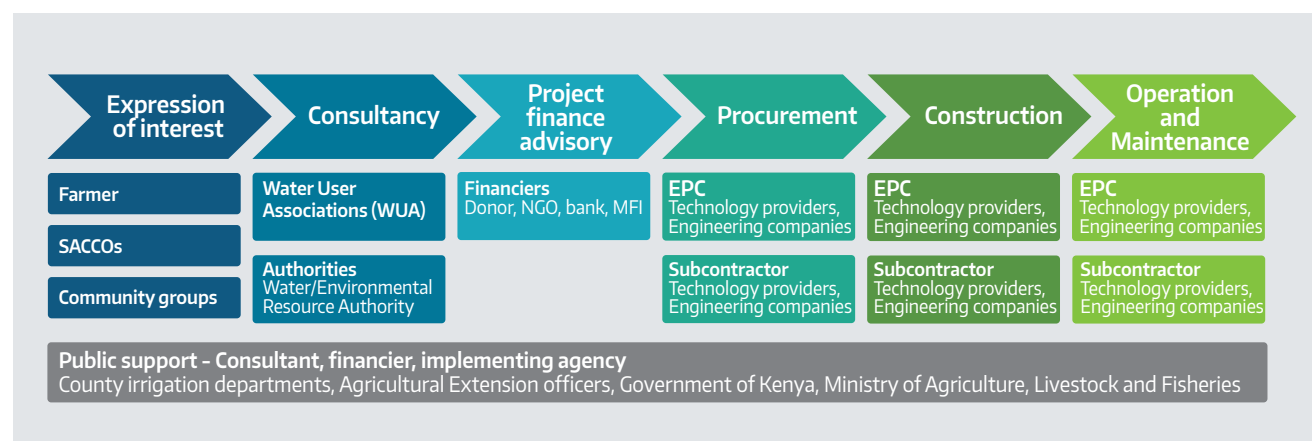 Expression
of interest
Consultancy
Project
finance
advisory
Procurement
Construction
Operation
and
Maintenance
Farmer
SACCOs
Community groups
Water User
Associations (WUA)
Authorities
Water/Environmental
Resource Authority
Financiers
Donor, NGO, bank, MFI
EPC
Technology providers,
Engineering companies
Subcontractor
Technology providers,
Engineering companies
EPC
Technology providers,
Engineering companies
Subcontractor
Technology providers,
Engineering companies
EPC
Technology providers,
Engineering companies
Subcontractor
Technology providers,
Engineering companies
Public support – Consultant, financier, implementing agency
County irrigation departments, Agricultural Extension officers, Government of Kenya, Ministry of Agriculture, Livestock and Fisheries